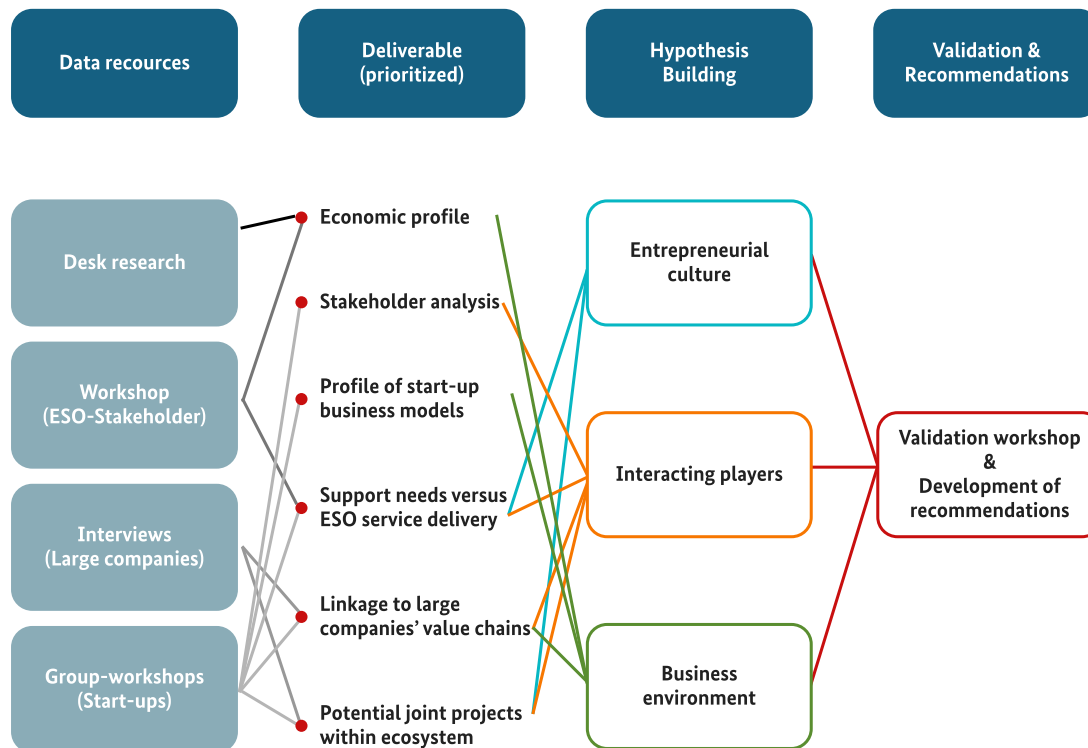 Data recources
Deliverable
(prioritized)
Hypothesis
Building
Validation &
Recommendations
Desk research
Workshop
(ESO-Stakeholder)
Interviews
(Large companies)
Group-workshops
(Start-ups)
Economic profile
Stakeholder analysis
Profile of start-up
business models
Support needs versus
ESO service delivery
Linkage to large
companies’ value chains
Potential joint projects
within ecosystem
Entrepreneurial
culture
Interacting players
Business
environment
Validation workshop
&
Development of
recommendations